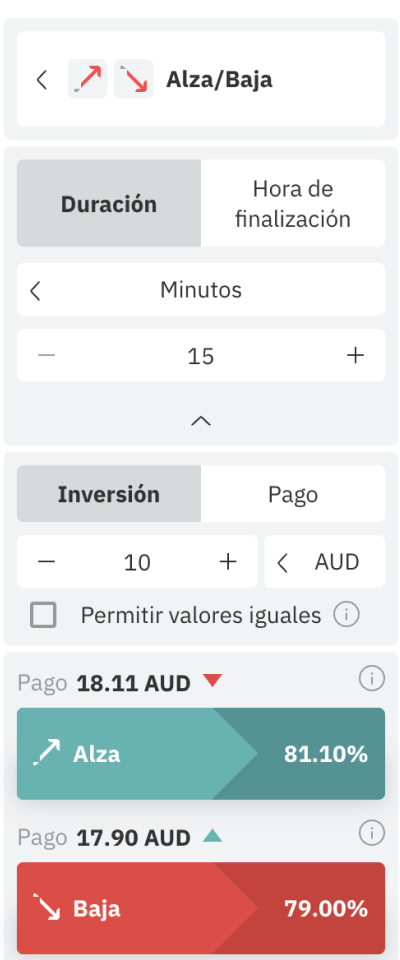 Alza/Baja
Duración
Hora de
finalización
Minutos
15
Inversión
Pago
10
AUD
Permitir valores iguales
Pago 18.11 AUD
Alza
81.10%
Pago 17.90 AUD
Baja
79.00%